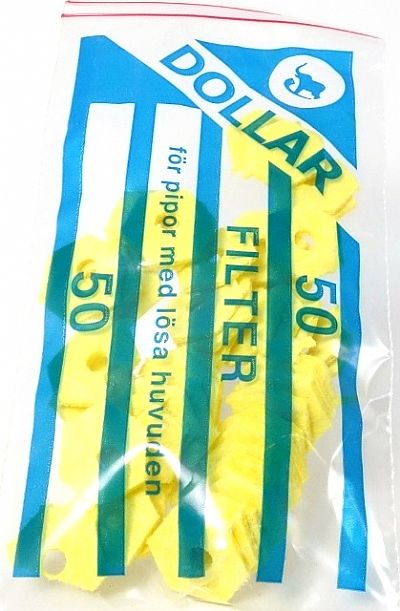 DOLLAR
50
FILTER
för pipor med lösa huvuden
50